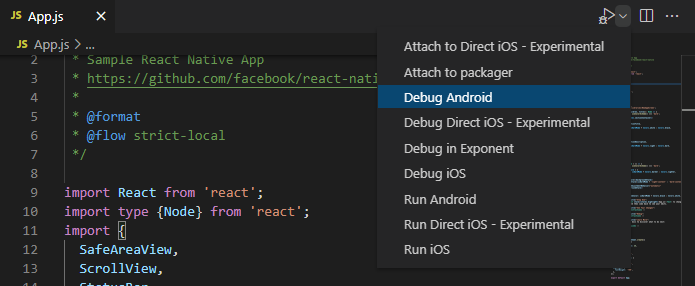 JS App.js
JS App.js > ...
2 * Sample React Native App
3 * https://github.com/facebook/react-nati
4 *
5 * @format
6 * @flow strict-local
7 */
8
9 import React from 'react';
10 import type {Node} from 'react';
11 import {
12 SafeAreaView,
13 ScrollView,
14 StatusBar,
Attach to Direct iOS - Experimental
Attach to packager
Debug Android
Debug Direct iOS - Experimental
Debug in Exponent
Debug iOS
Run Android
Run Direct iOS - Experimental
Run iOS